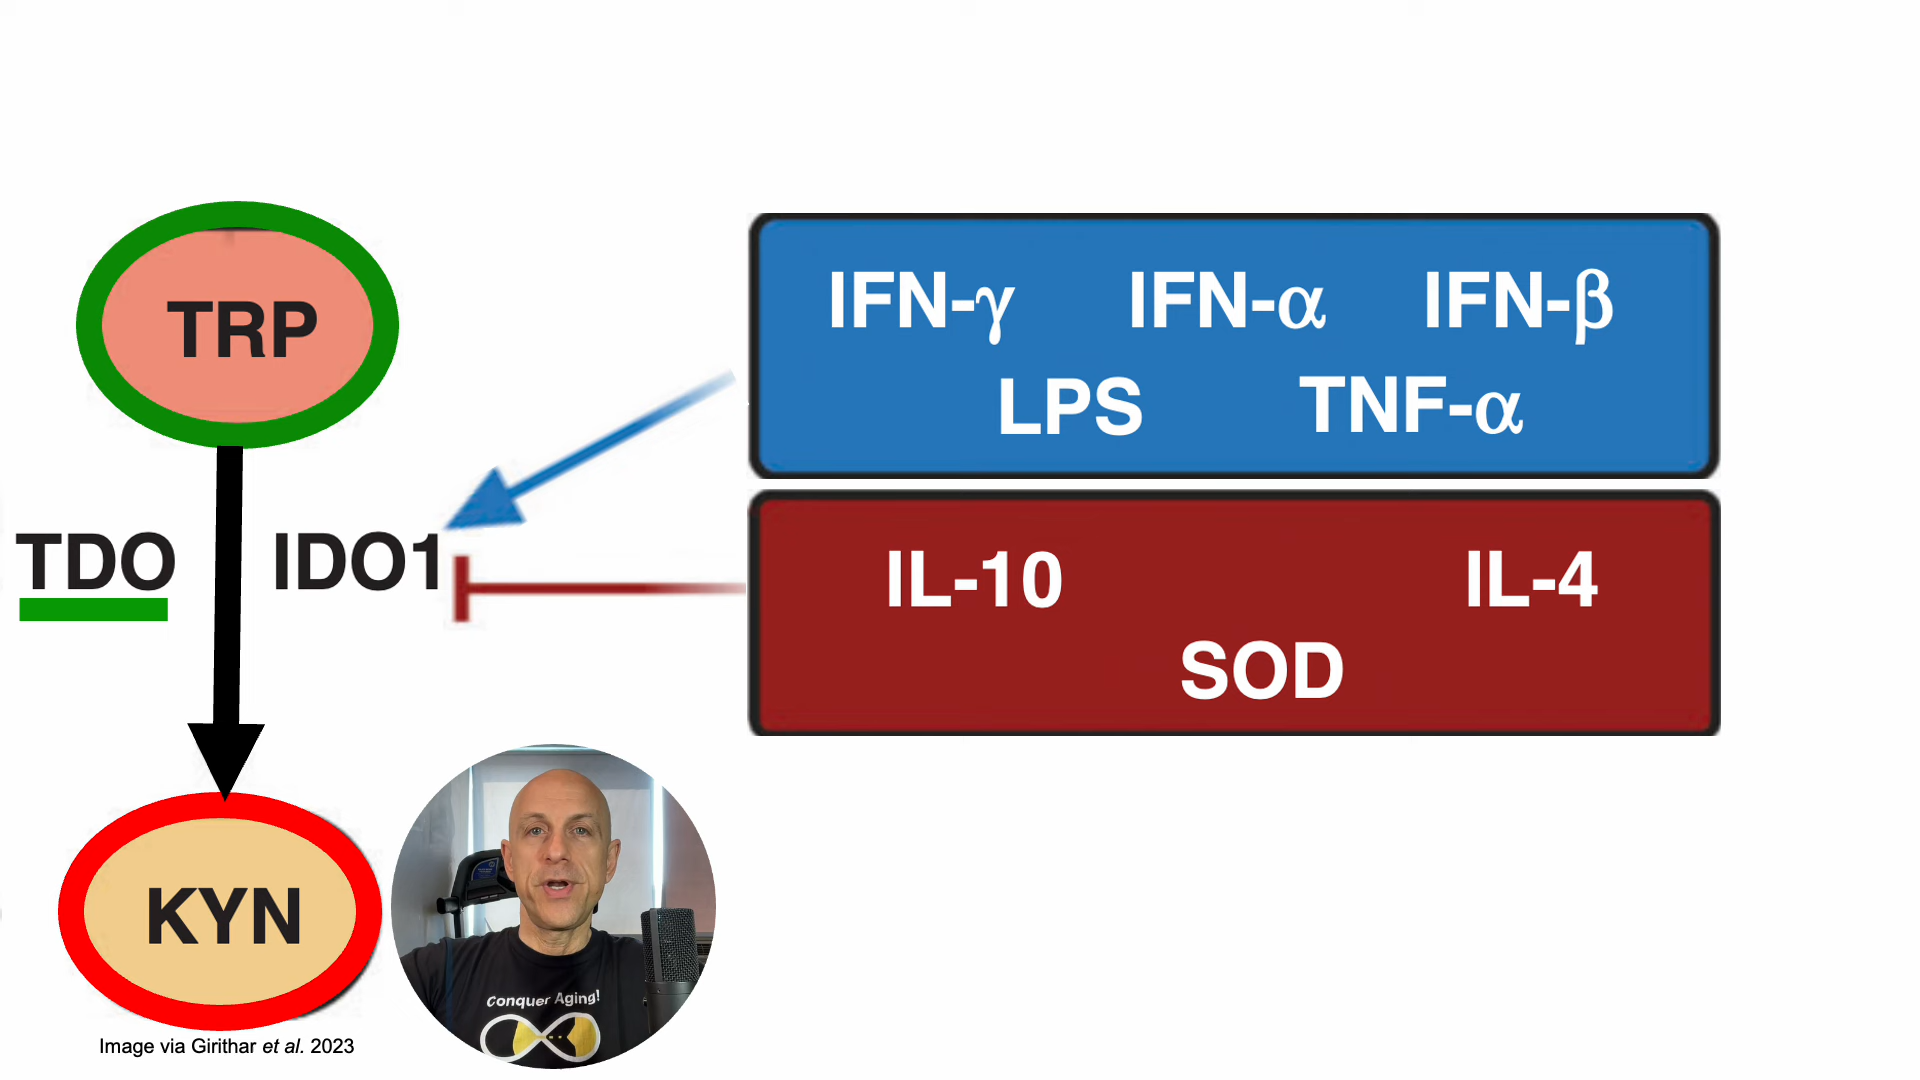 TRP
IFN-γ IFN-α IFN-β
LPS TNF-α
TDO IDO1
IL-10 IL-4
SOD
KYN
Conquer Aging!
Image via Girithar et al. 2023